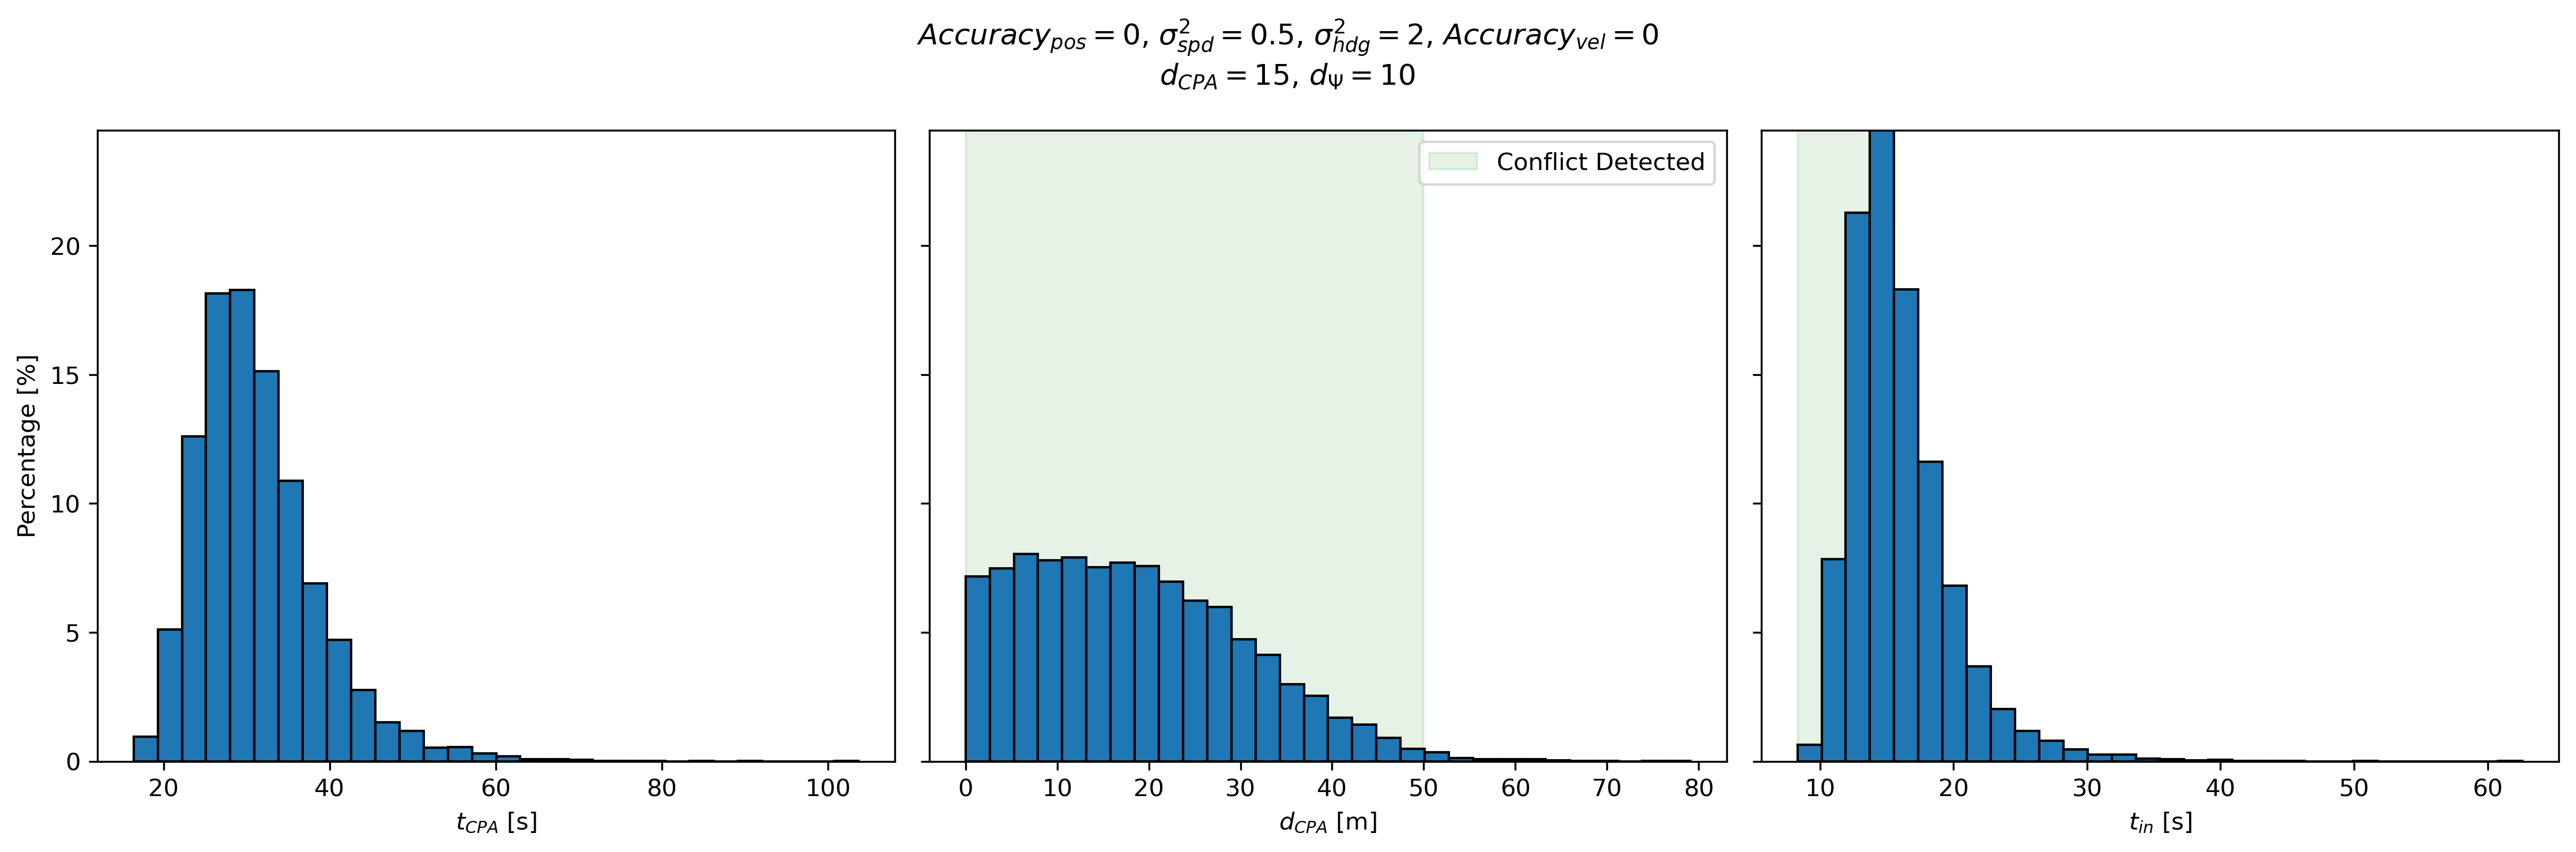 Accuracy_pos = 0, σ²_spd = 0.5, σ²_hdg = 2, Accuracy_vel = 0
d_CPA = 15, d_Ψ = 10
Percentage [%]
20
15
10
5
0
20 40 60 80 100
t_CPA [s]
Conflict Detected
0 10 20 30 40 50 60 70 80
d_CPA [m]
10 20 30 40 50 60
t_in [s]